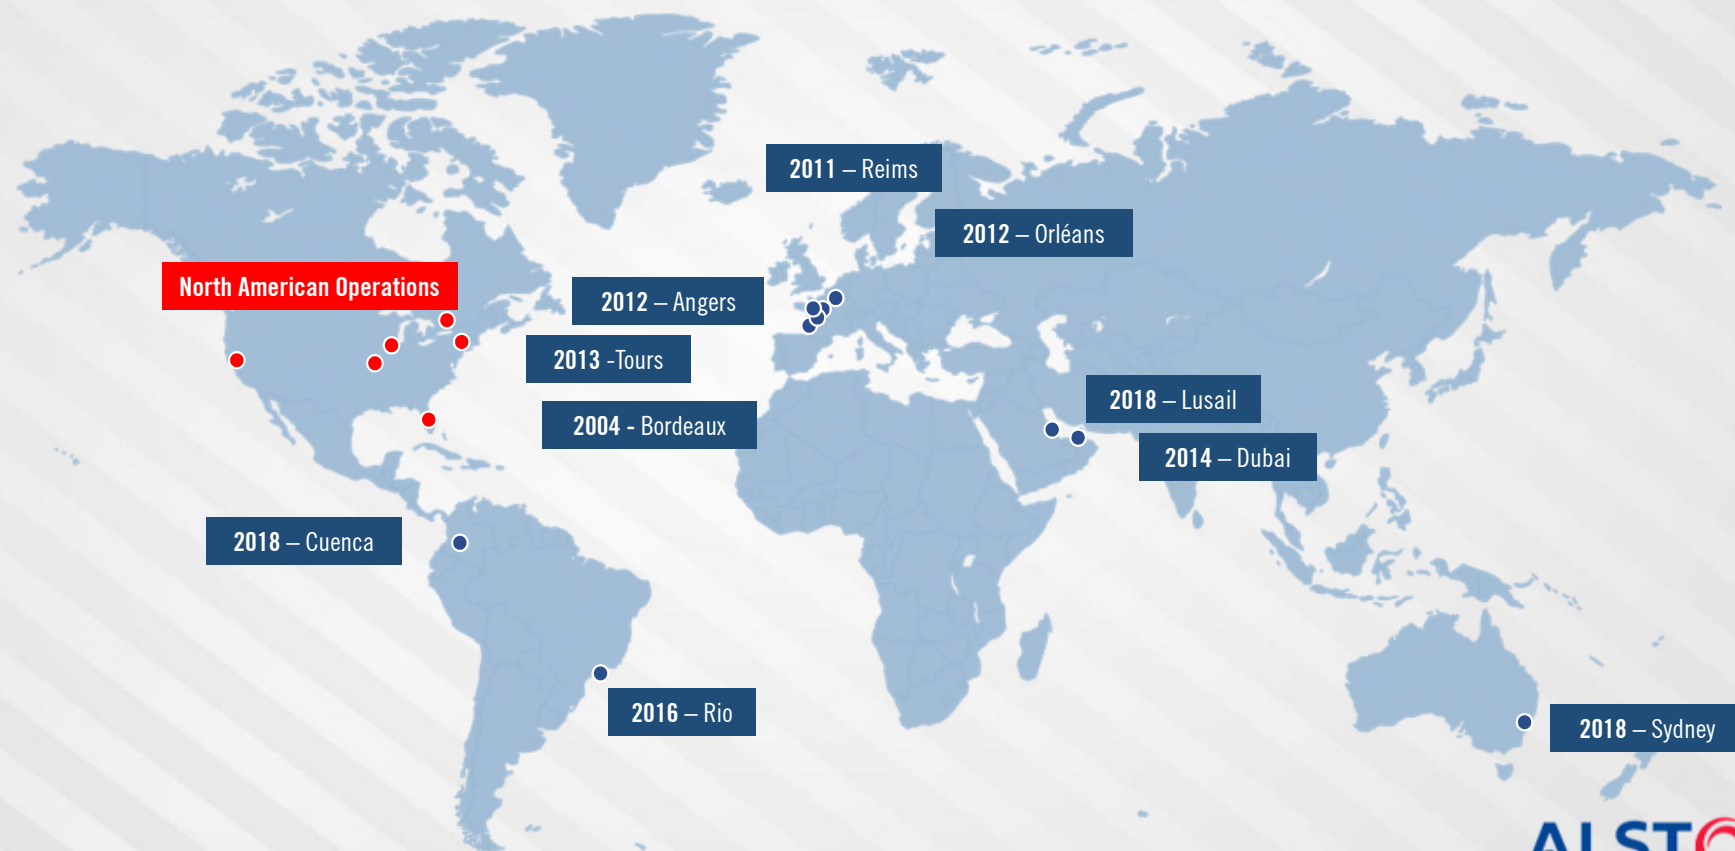 2011 – Reims
2012 – Orléans
North American Operations
2012 – Angers
2013 -Tours
2018 – Lusail
2004 - Bordeaux
2014 – Dubai
2018 – Cuenca
2016 – Rio
2018 – Sydney
ALSTO